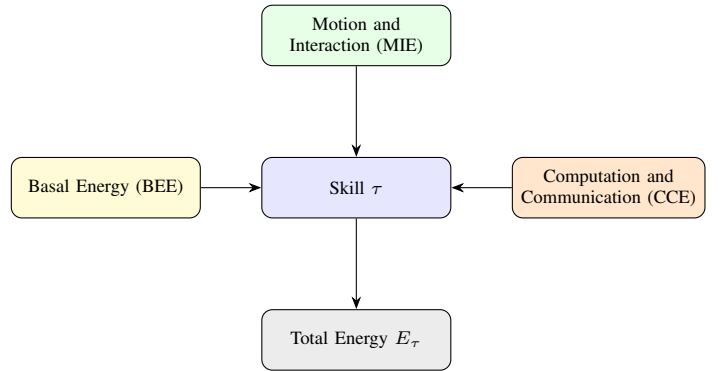 Motion and
Interaction (MIE)
Basal Energy (BEE)
Skill τ
Computation and
Communication (CCE)
Total Energy E_τ